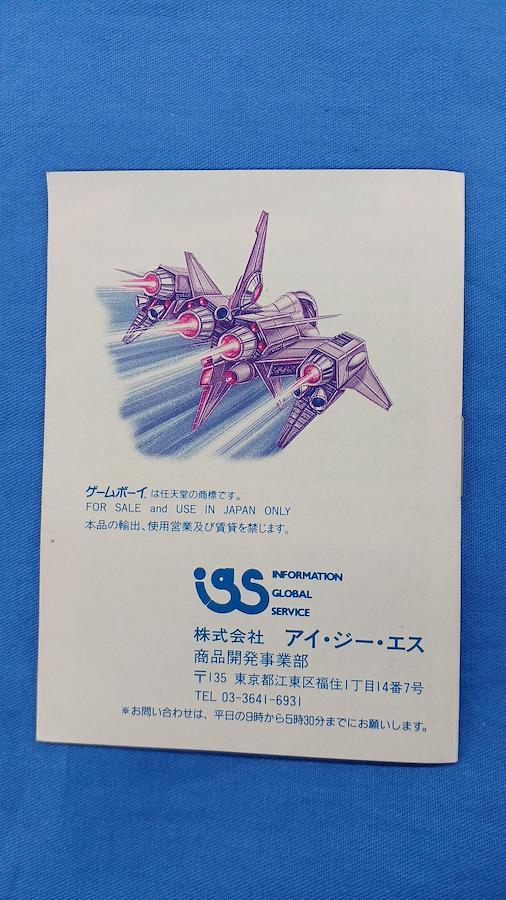 ゲームボーイ は任天堂の商標です。
FOR SALE and USE IN JAPAN ONLY
本品の輸出、使用営業及び賃貸を禁じます。
igs INFORMATION
GLOBAL
SERVICE
株式会社 アイ・ジー・エス
商品開発事業部
〒135 東京都江東区福住1丁目14番7号
TEL 03-3641-6931
※お問い合わせは、平日の9時から5時30分までにお願いします。